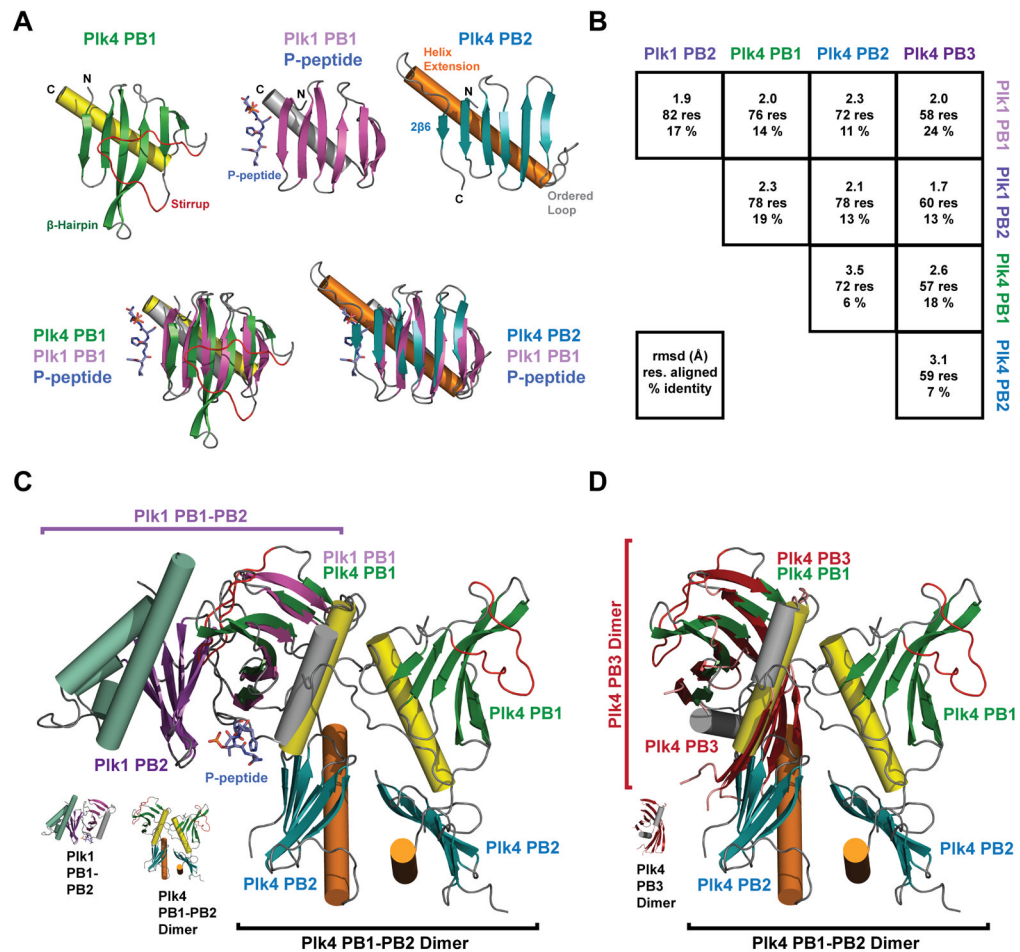 A
Plk4 PB1
C
N
β-Hairpin
Stirrup
Plk1 PB1
P-peptide
C
N
P-peptide
Plk4 PB2
Helix
Extension
N
2β6
C
Ordered
Loop
Plk4 PB1
Plk1 PB1
P-peptide
Plk4 PB2
Plk1 PB1
P-peptide
B
Plk1 PB2 Plk4 PB1 Plk4 PB2 Plk4 PB3
1.9 2.0 2.3 2.0
82 res 76 res 72 res 58 res
17 % 14 % 11 % 24 %
Plk1 PB1
2.3 2.1 1.7
78 res 78 res 60 res
19 % 13 % 13 %
Plk1 PB2
3.5 2.6
72 res 57 res
6 % 18 %
Plk4 PB1
rmsd (Å)
res. aligned
% identity
3.1
59 res
7 %
Plk4 PB2
C
Plk1 PB1-PB2
Plk1 PB1
Plk4 PB1
Plk4 PB1
Plk1 PB2
P-peptide
Plk4 PB2
Plk4 PB2
Plk1
PB1-
PB2
Plk4
PB1-PB2
Dimer
Plk4 PB1-PB2 Dimer
D
Plk4 PB3 Dimer
Plk4 PB3
Plk4 PB1
Plk4 PB1
Plk4 PB3
Plk4 PB2
Plk4 PB2
Plk4
PB3
Dimer
Plk4 PB1-PB2 Dimer